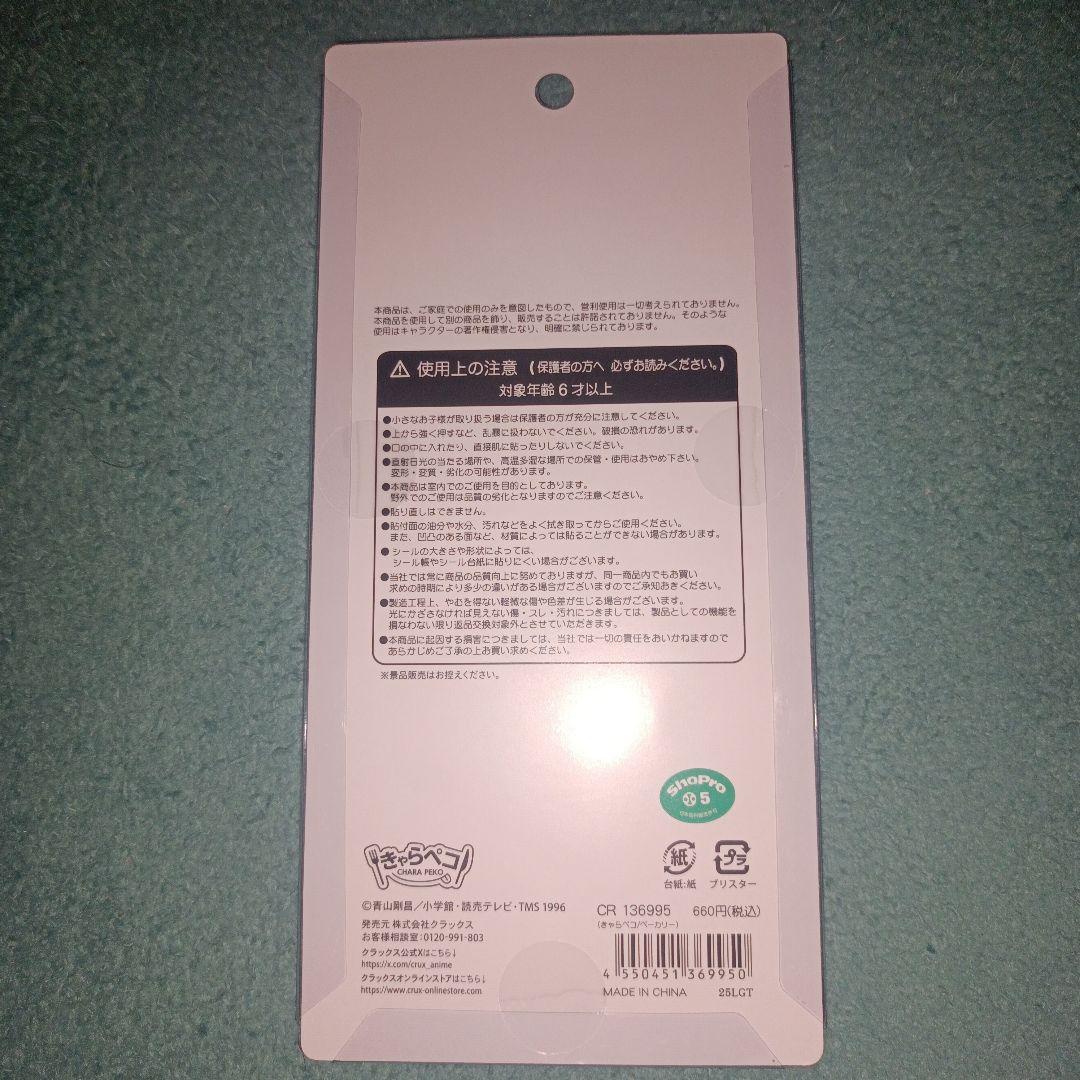 本商品は、ご家庭での使用のみを意図したもので、営利使用は一切考えられておりません。
本商品を使用して別の商品を飾り、販売することは許諾されておりません。そのような
使用はキャラクターの著作権侵害となり、明確に禁じられております。
使用上の注意 (保護者の方へ 必ずお読みください。)
対象年齢6才以上
●小さなお子様が取り扱う場合は保護者の方が充分に注意してください。
●上から強く押すなど、乱暴に扱わないでください。破損の恐れがあります。
●口の中に入れたり、直接肌に貼ったりしないでください。
●直射日光の当たる場所や、高温多湿な場所での保管・使用はおやめ下さい。
変形・変質・劣化の可能性があります。
●本商品は室内でのご使用を目的としております。
野外でのご使用は品質の劣化となりますのでご注意ください。
●貼り直しはできません。
●貼付面の油分や水分、汚れなどをよく拭き取ってからご使用ください。
また、凹凸のある面など、材質によっては貼ることができない場合があります。
●シールの大きさや形状によっては、
シール帳やシール台紙に貼りにくい場合がございます。
●当社では常に商品の品質向上に努めておりますが、同一商品内でもお買い
求めの時期により多少の違いがある場合がございますのでご承知おきください。
●製造工程上、やむを得ない軽微な傷や色差が生じる場合がございます。
光にかざさなければ見えない傷・スレ・汚れにつきましては、製品としての機能を
損なわない限り返品交換対象外とさせていただきます。
●本商品に起因する損害につきましては、当社では一切の責任をおいかねますので
あらかじめご了承の上お買い求めください。
※景品販売はお控えください。
ShoPro
5
きゃらペコ
CHARA PEKO
紙
プラ
台紙:紙 ブリスター
©青山剛昌/小学館・読売テレビ・TMS 1996
発売元 株式会社クラックス
お客様相談室:0120-991-803
クラックス公式Xはこちら↓
https://x.com/crux_anime
クラックスオンラインストアはこちら↓
https://www.crux-onlinestore.com
CR 136995 660円(税込)
(きゃらペコ/ベーカリー)
4 550451 369950
MADE IN CHINA 25LGT